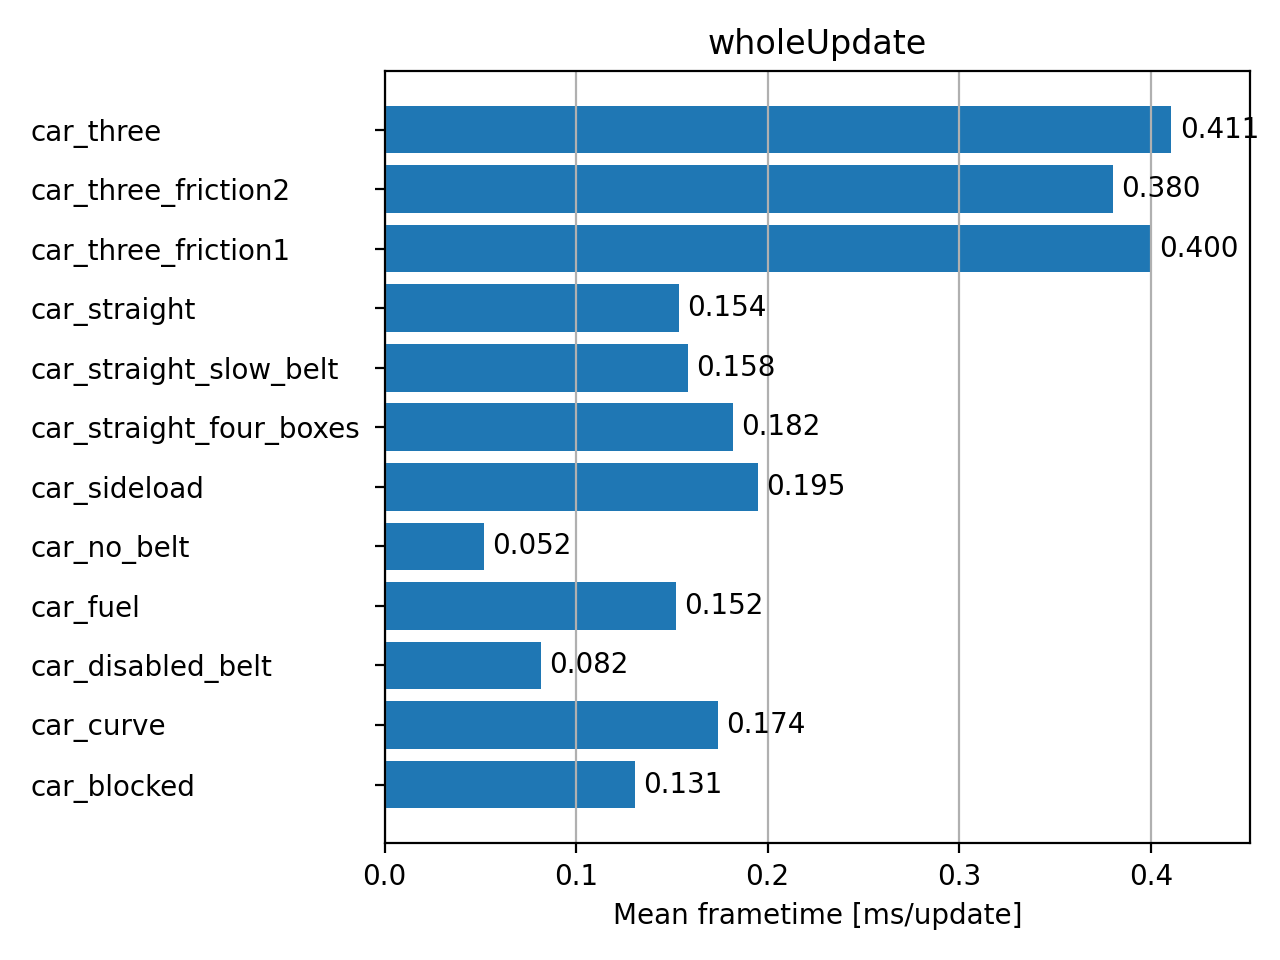 wholeUpdate
car_three 0.411
car_three_friction2 0.380
car_three_friction1 0.400
car_straight 0.154
car_straight_slow_belt 0.158
car_straight_four_boxes 0.182
car_sideload 0.195
car_no_belt 0.052
car_fuel 0.152
car_disabled_belt 0.082
car_curve 0.174
car_blocked 0.131
0.0 0.1 0.2 0.3 0.4
Mean frametime [ms/update]